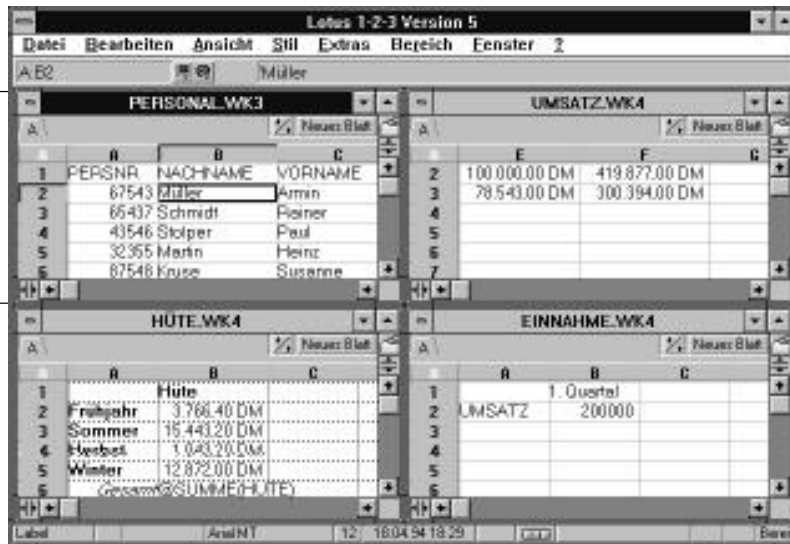 Lotus 1-2-3 Version 5
Datei Bearbeiten Ansicht Stil Extras Bereich Fenster ?
A:B2 'Müller
PERSONAL.WK3
A Neues Blatt
A B C
1 PERSNR NACHNAME VORNAME
2 67543 Müller Armin
3 65437 Schmidt Rainer
4 43546 Stolper Paul
5 32355 Martin Heinz
6 87548 Kruse Susanne
UMSATZ.WK4
A Neues Blatt
E F G
2 100.000,00 DM 419.877,00 DM
3 78.543,00 DM 300.394,00 DM
4
5
6
7
HÜTE.WK4
A Neues Blatt
A B C
1 Hüte
2 Frühjahr 3.766,40 DM
3 Sommer 15.443,20 DM
4 Herbst 1.043,20 DM
5 Winter 12.872,00 DM
6 Gesamt @SUMME(HÜTE)
EINNAHME.WK4
A Neues Blatt
A B C
1 1. Quartal
2 UMSATZ 200000
3
4
5
6
Label ArialNT 12 18.04.94 18:29 Berei